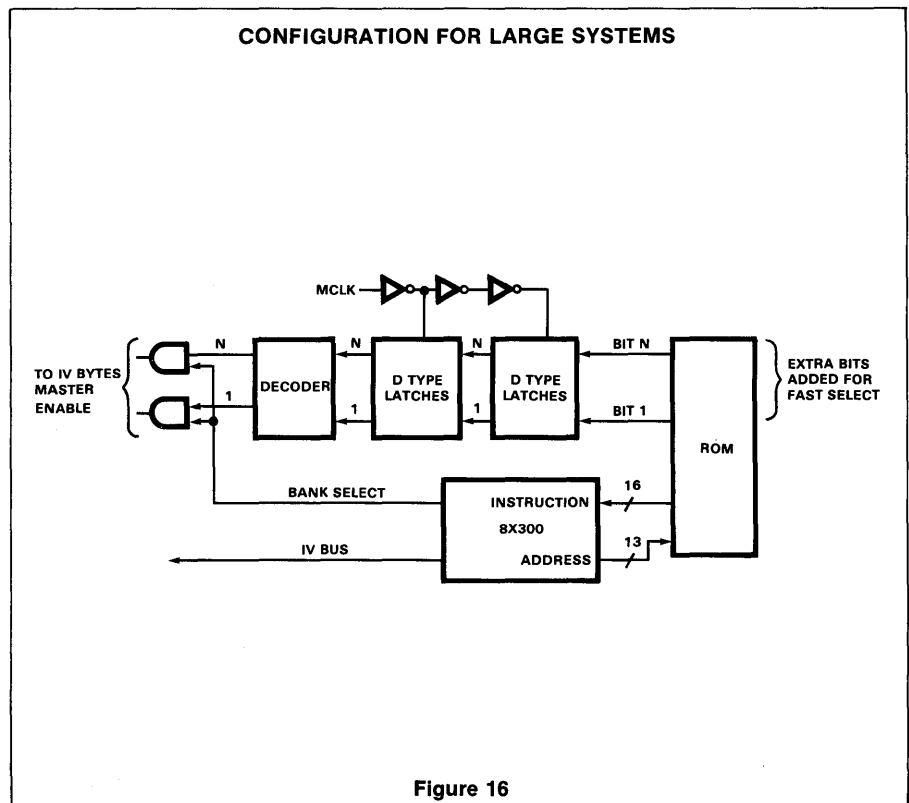 CONFIGURATION FOR LARGE SYSTEMS
MCLK
TO IV BYTES
MASTER
ENABLE
N
1
DECODER
N
1
D TYPE
LATCHES
N
1
D TYPE
LATCHES
BIT N
BIT 1
ROM
EXTRA BITS
ADDED FOR
FAST SELECT
BANK SELECT
IV BUS
INSTRUCTION
8X300
ADDRESS
16
13
Figure 16